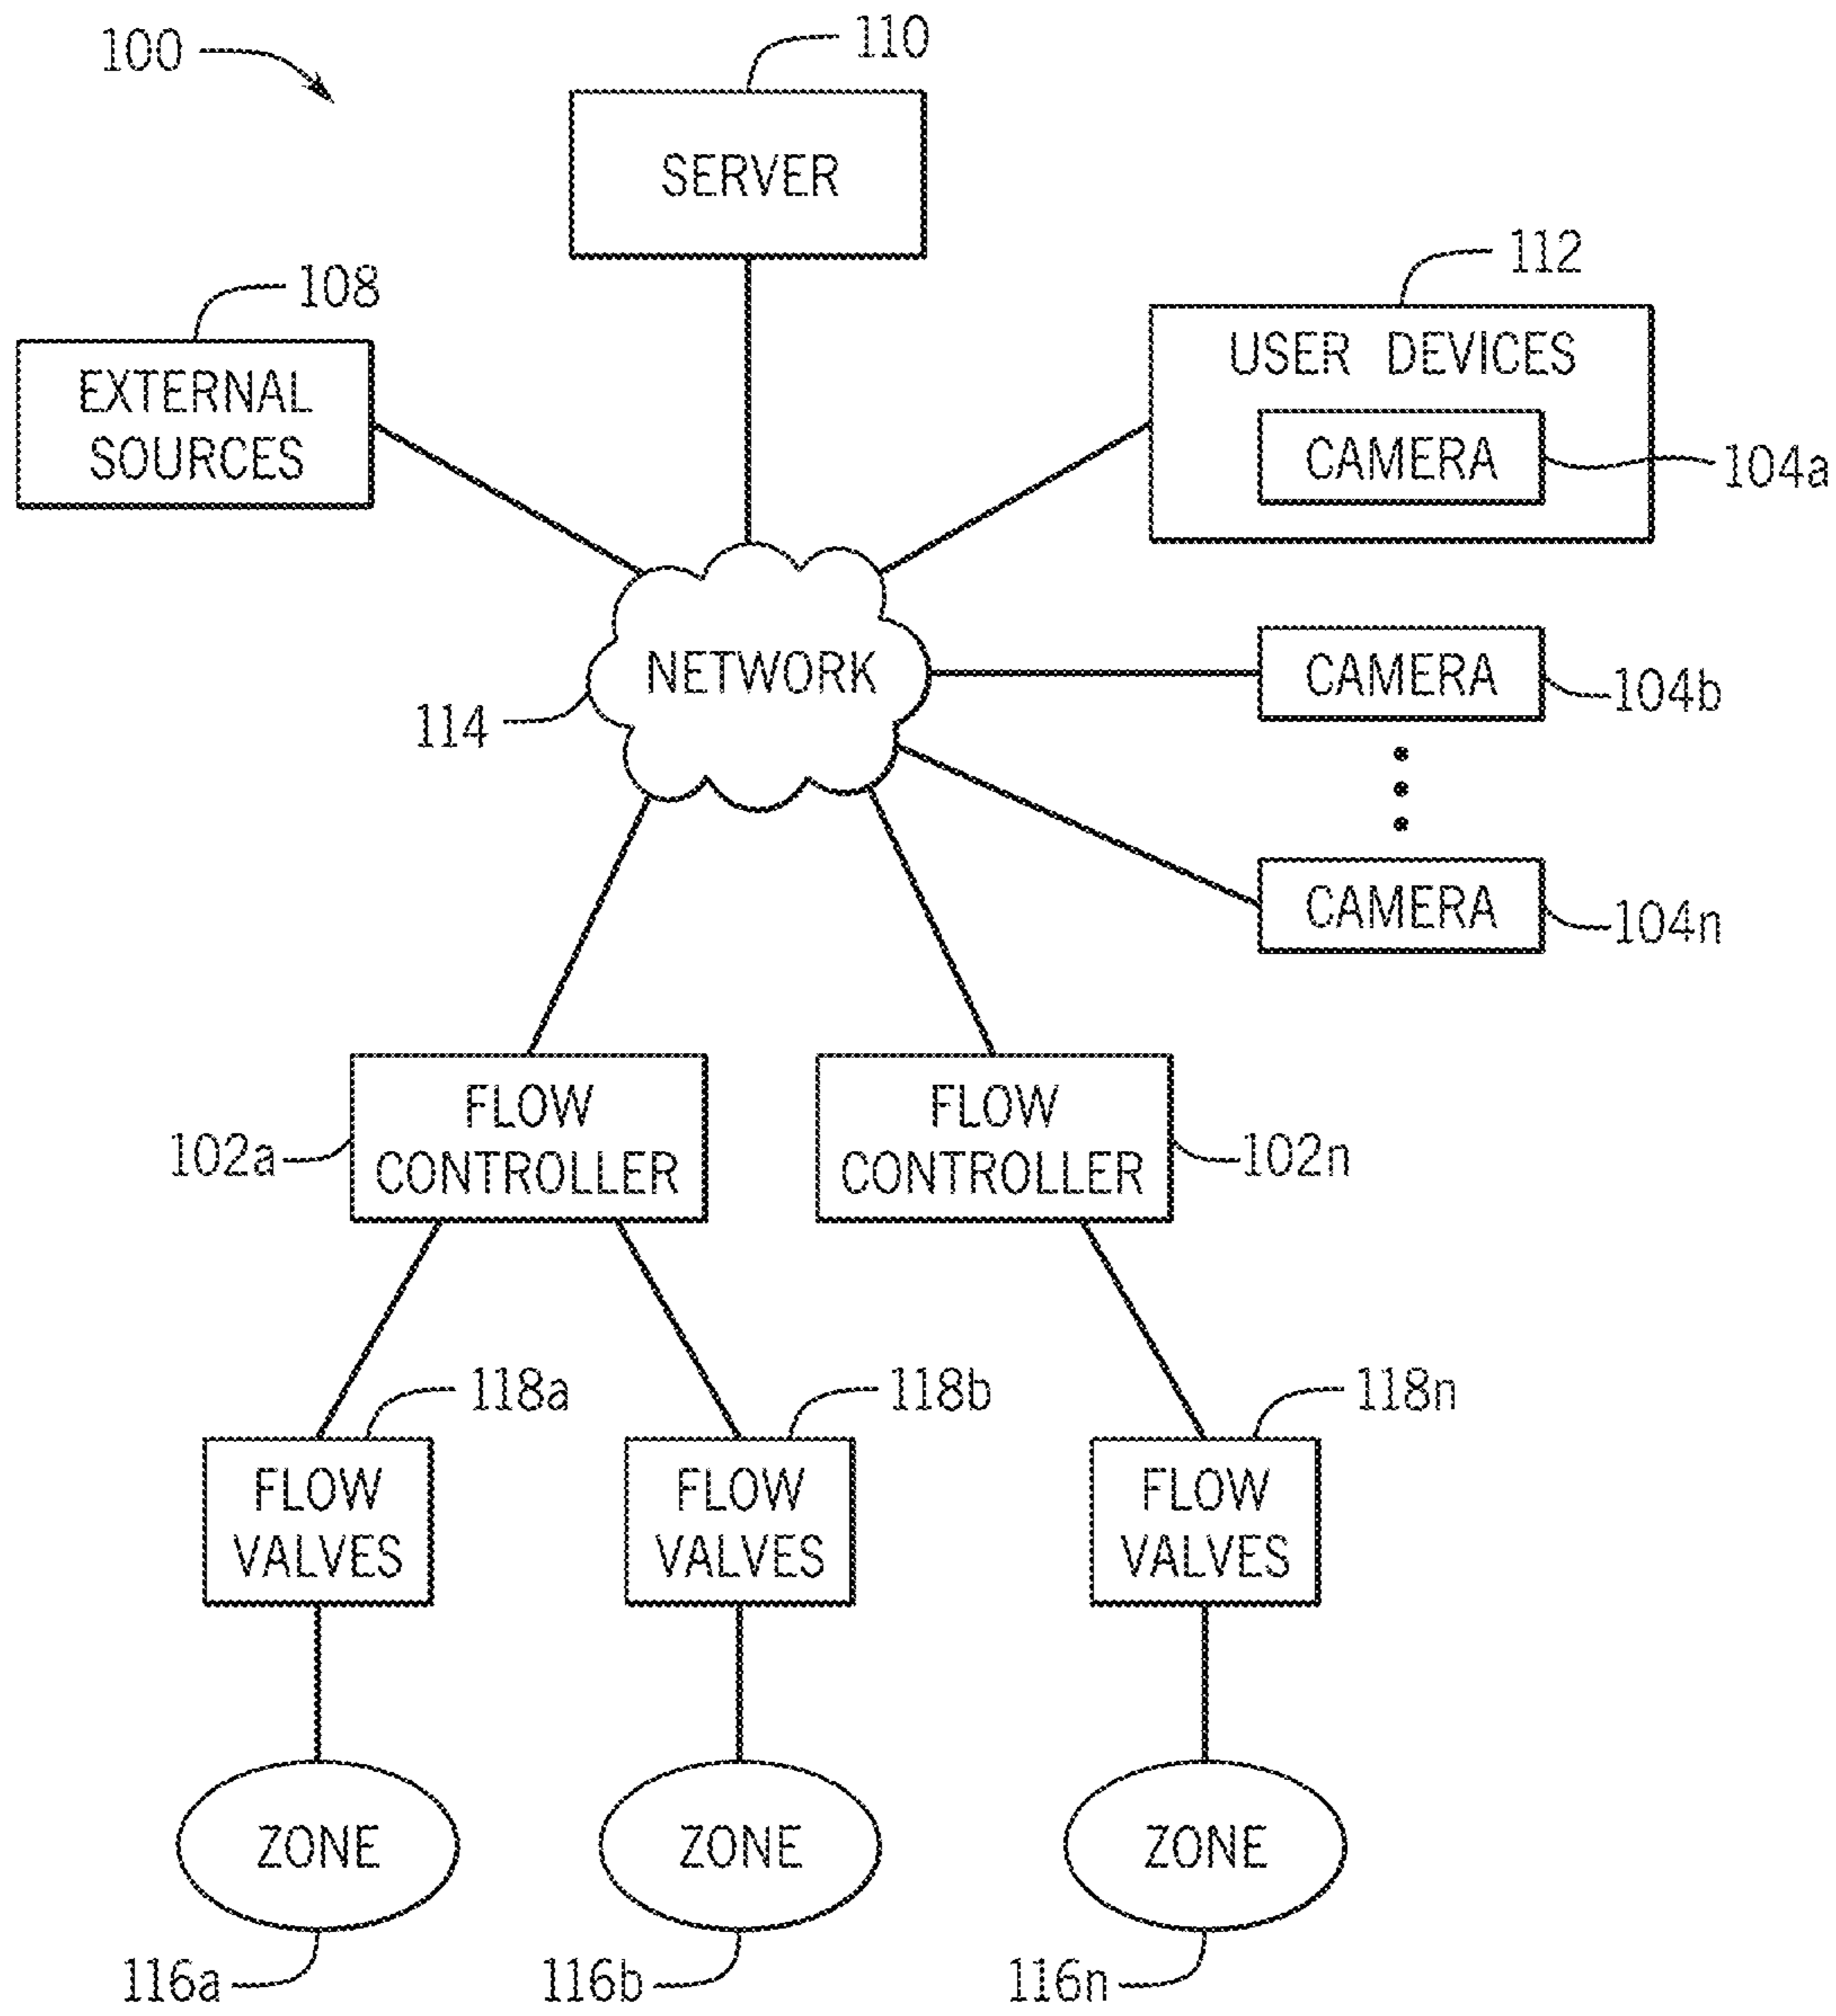 100
110
SERVER
108
EXTERNAL
SOURCES
112
USER DEVICES
CAMERA
104a
NETWORK
114
CAMERA
104b
CAMERA
104n
FLOW
CONTROLLER
102a
FLOW
CONTROLLER
102n
118a
FLOW
VALVES
118b
FLOW
VALVES
118n
FLOW
VALVES
ZONE
116a
ZONE
116b
ZONE
116n